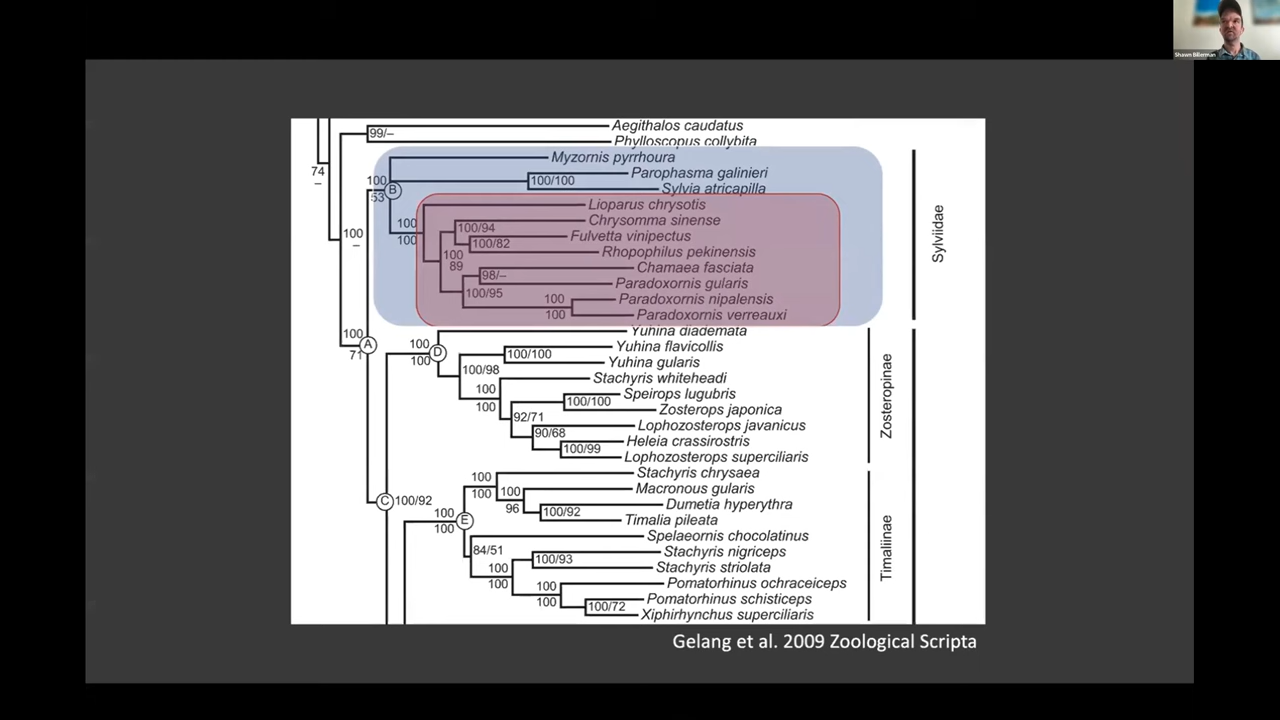 Shawn Billerman
Aegithalos caudatus
99/–
Phylloscopus collybita
74
–
Myzornis pyrrhoura
Parophasma galinieri
100
B
53
100/100
Sylvia atricapilla
Lioparus chrysotis
Chrysomma sinense
100
100
100/94
Fulvetta vinipectus
100/82
Rhopophilus pekinensis
100
89
Chamaea fasciata
98/–
Paradoxornis gularis
100/95
Paradoxornis nipalensis
100
100
Paradoxornis verreauxi
Sylviidae
100
–
Yuhina diademata
100
A
71
100
D
100
Yuhina flavicollis
100/100
Yuhina gularis
100/98
Stachyris whiteheadi
100
100
Speirops lugubris
100/100
Zosterops japonica
92/71
Lophozosterops javanicus
90/68
Heleia crassirostris
100/99
Lophozosterops superciliaris
Zosteropinae
C
100/92
Stachyris chrysaea
100
100
Macronous gularis
100
96
Dumetia hyperythra
100/92
Timalia pileata
100
E
100
Spelaeornis chocolatinus
84/51
Stachyris nigriceps
100/93
Stachyris striolata
100
100
Pomatorhinus ochraceiceps
100
100
Pomatorhinus schisticeps
100/72
Xiphirhynchus superciliaris
Timaliinae
Gelang et al. 2009 Zoological Scripta